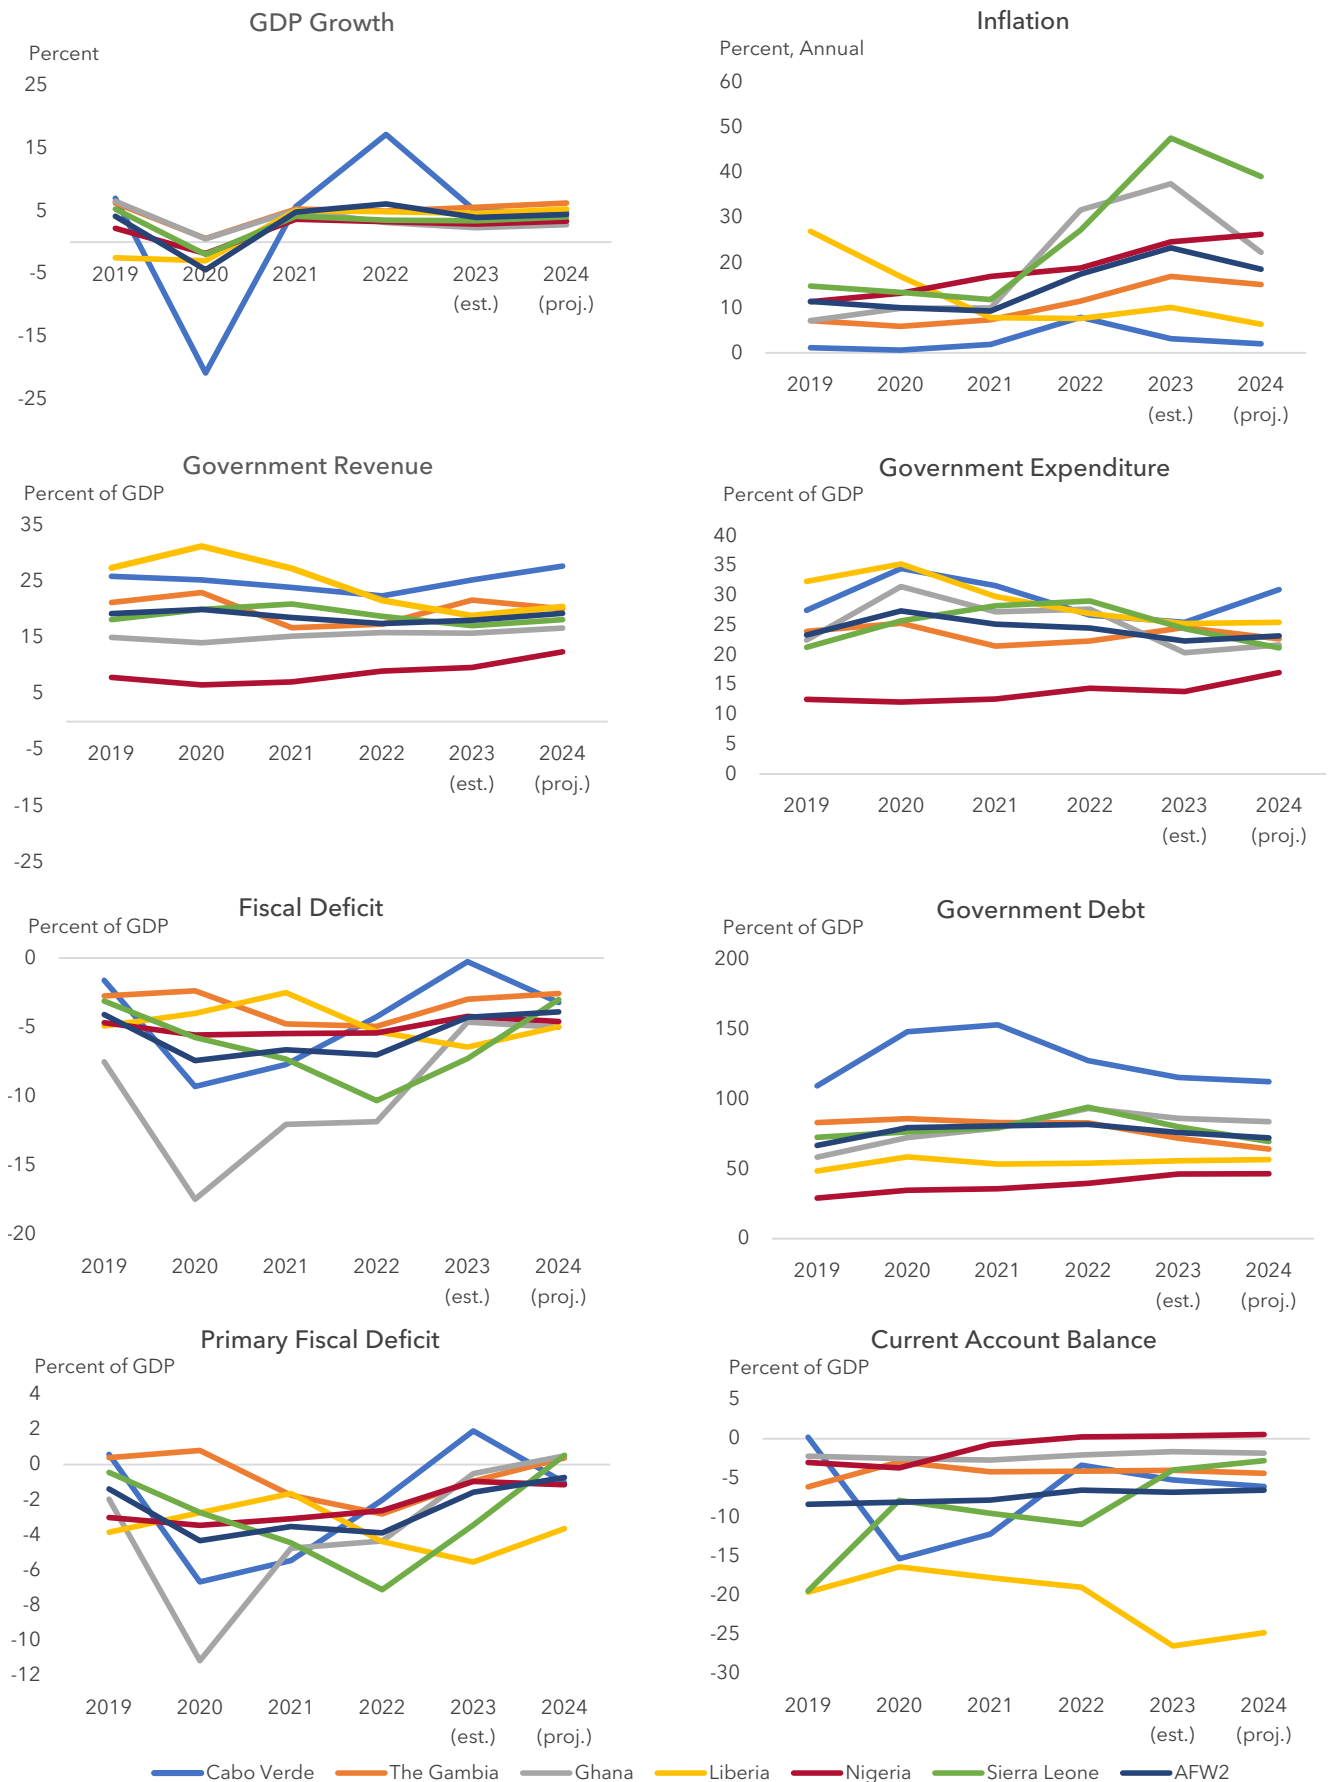 GDP Growth
Percent
25
15
5
-5
-15
-25
2019 2020 2021 2022 2023 2024
(est.) (proj.)
Inflation
Percent, Annual
60
50
40
30
20
10
0
2019 2020 2021 2022 2023 2024
(est.) (proj.)
Government Revenue
Percent of GDP
35
25
15
5
-5
-15
-25
2019 2020 2021 2022 2023 2024
(est.) (proj.)
Government Expenditure
Percent of GDP
40
35
30
25
20
15
10
5
0
2019 2020 2021 2022 2023 2024
(est.) (proj.)
Fiscal Deficit
Percent of GDP
0
-5
-10
-15
-20
2019 2020 2021 2022 2023 2024
(est.) (proj.)
Government Debt
Percent of GDP
200
150
100
50
0
2019 2020 2021 2022 2023 2024
(est.) (proj.)
Primary Fiscal Deficit
Percent of GDP
4
2
0
-2
-4
-6
-8
-10
-12
2019 2020 2021 2022 2023 2024
(est.) (proj.)
Current Account Balance
Percent of GDP
5
0
-5
-10
-15
-20
-25
-30
2019 2020 2021 2022 2023 2024
(est.) (proj.)
Cabo Verde The Gambia Ghana Liberia Nigeria Sierra Leone AFW2